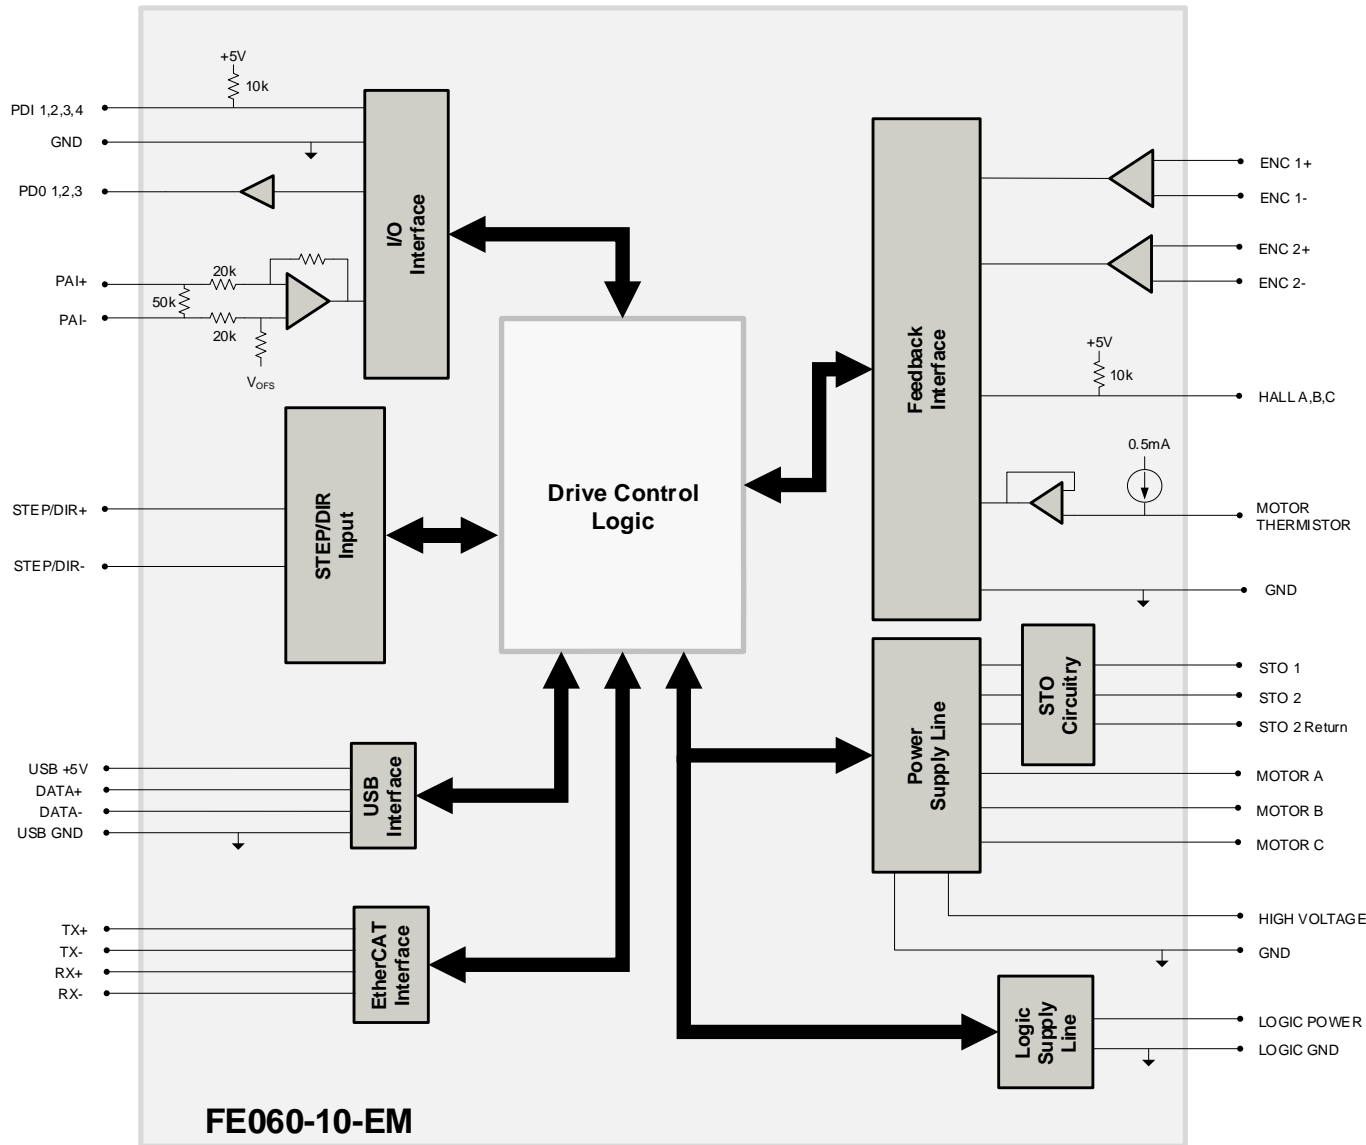 +5V
10k
PDI 1,2,3,4
GND
PD0 1,2,3
I/O
Interface
PAI+
20k
50k
PAI-
20k
VOFS
STEP/DIR+
STEP/DIR-
STEP/DIR
Input
Drive Control
Logic
USB +5V
DATA+
DATA-
USB GND
USB
Interface
TX+
TX-
RX+
RX-
EtherCAT
Interface
Feedback
Interface
ENC 1+
ENC 1-
ENC 2+
ENC 2-
+5V
10k
HALL A,B,C
0.5mA
MOTOR
THERMISTOR
GND
Power
Supply Line
STO
Circuitry
STO 1
STO 2
STO 2 Return
MOTOR A
MOTOR B
MOTOR C
HIGH VOLTAGE
GND
Logic
Supply
Line
LOGIC POWER
LOGIC GND
FE060-10-EM